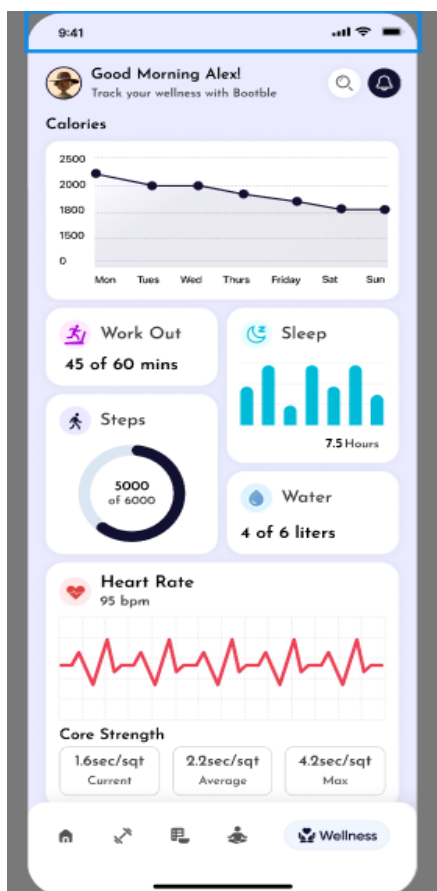 9:41
Good Morning Alex!
Track your wellness with Bootble
Calories
2500
2000
1800
1500
0
Mon Tues Wed Thurs Friday Sat Sun
Work Out
45 of 60 mins
Sleep
7.5 Hours
Steps
5000
of 6000
Water
4 of 6 liters
Heart Rate
95 bpm
Core Strength
1.6sec/sqt
Current
2.2sec/sqt
Average
4.2sec/sqt
Max
Wellness